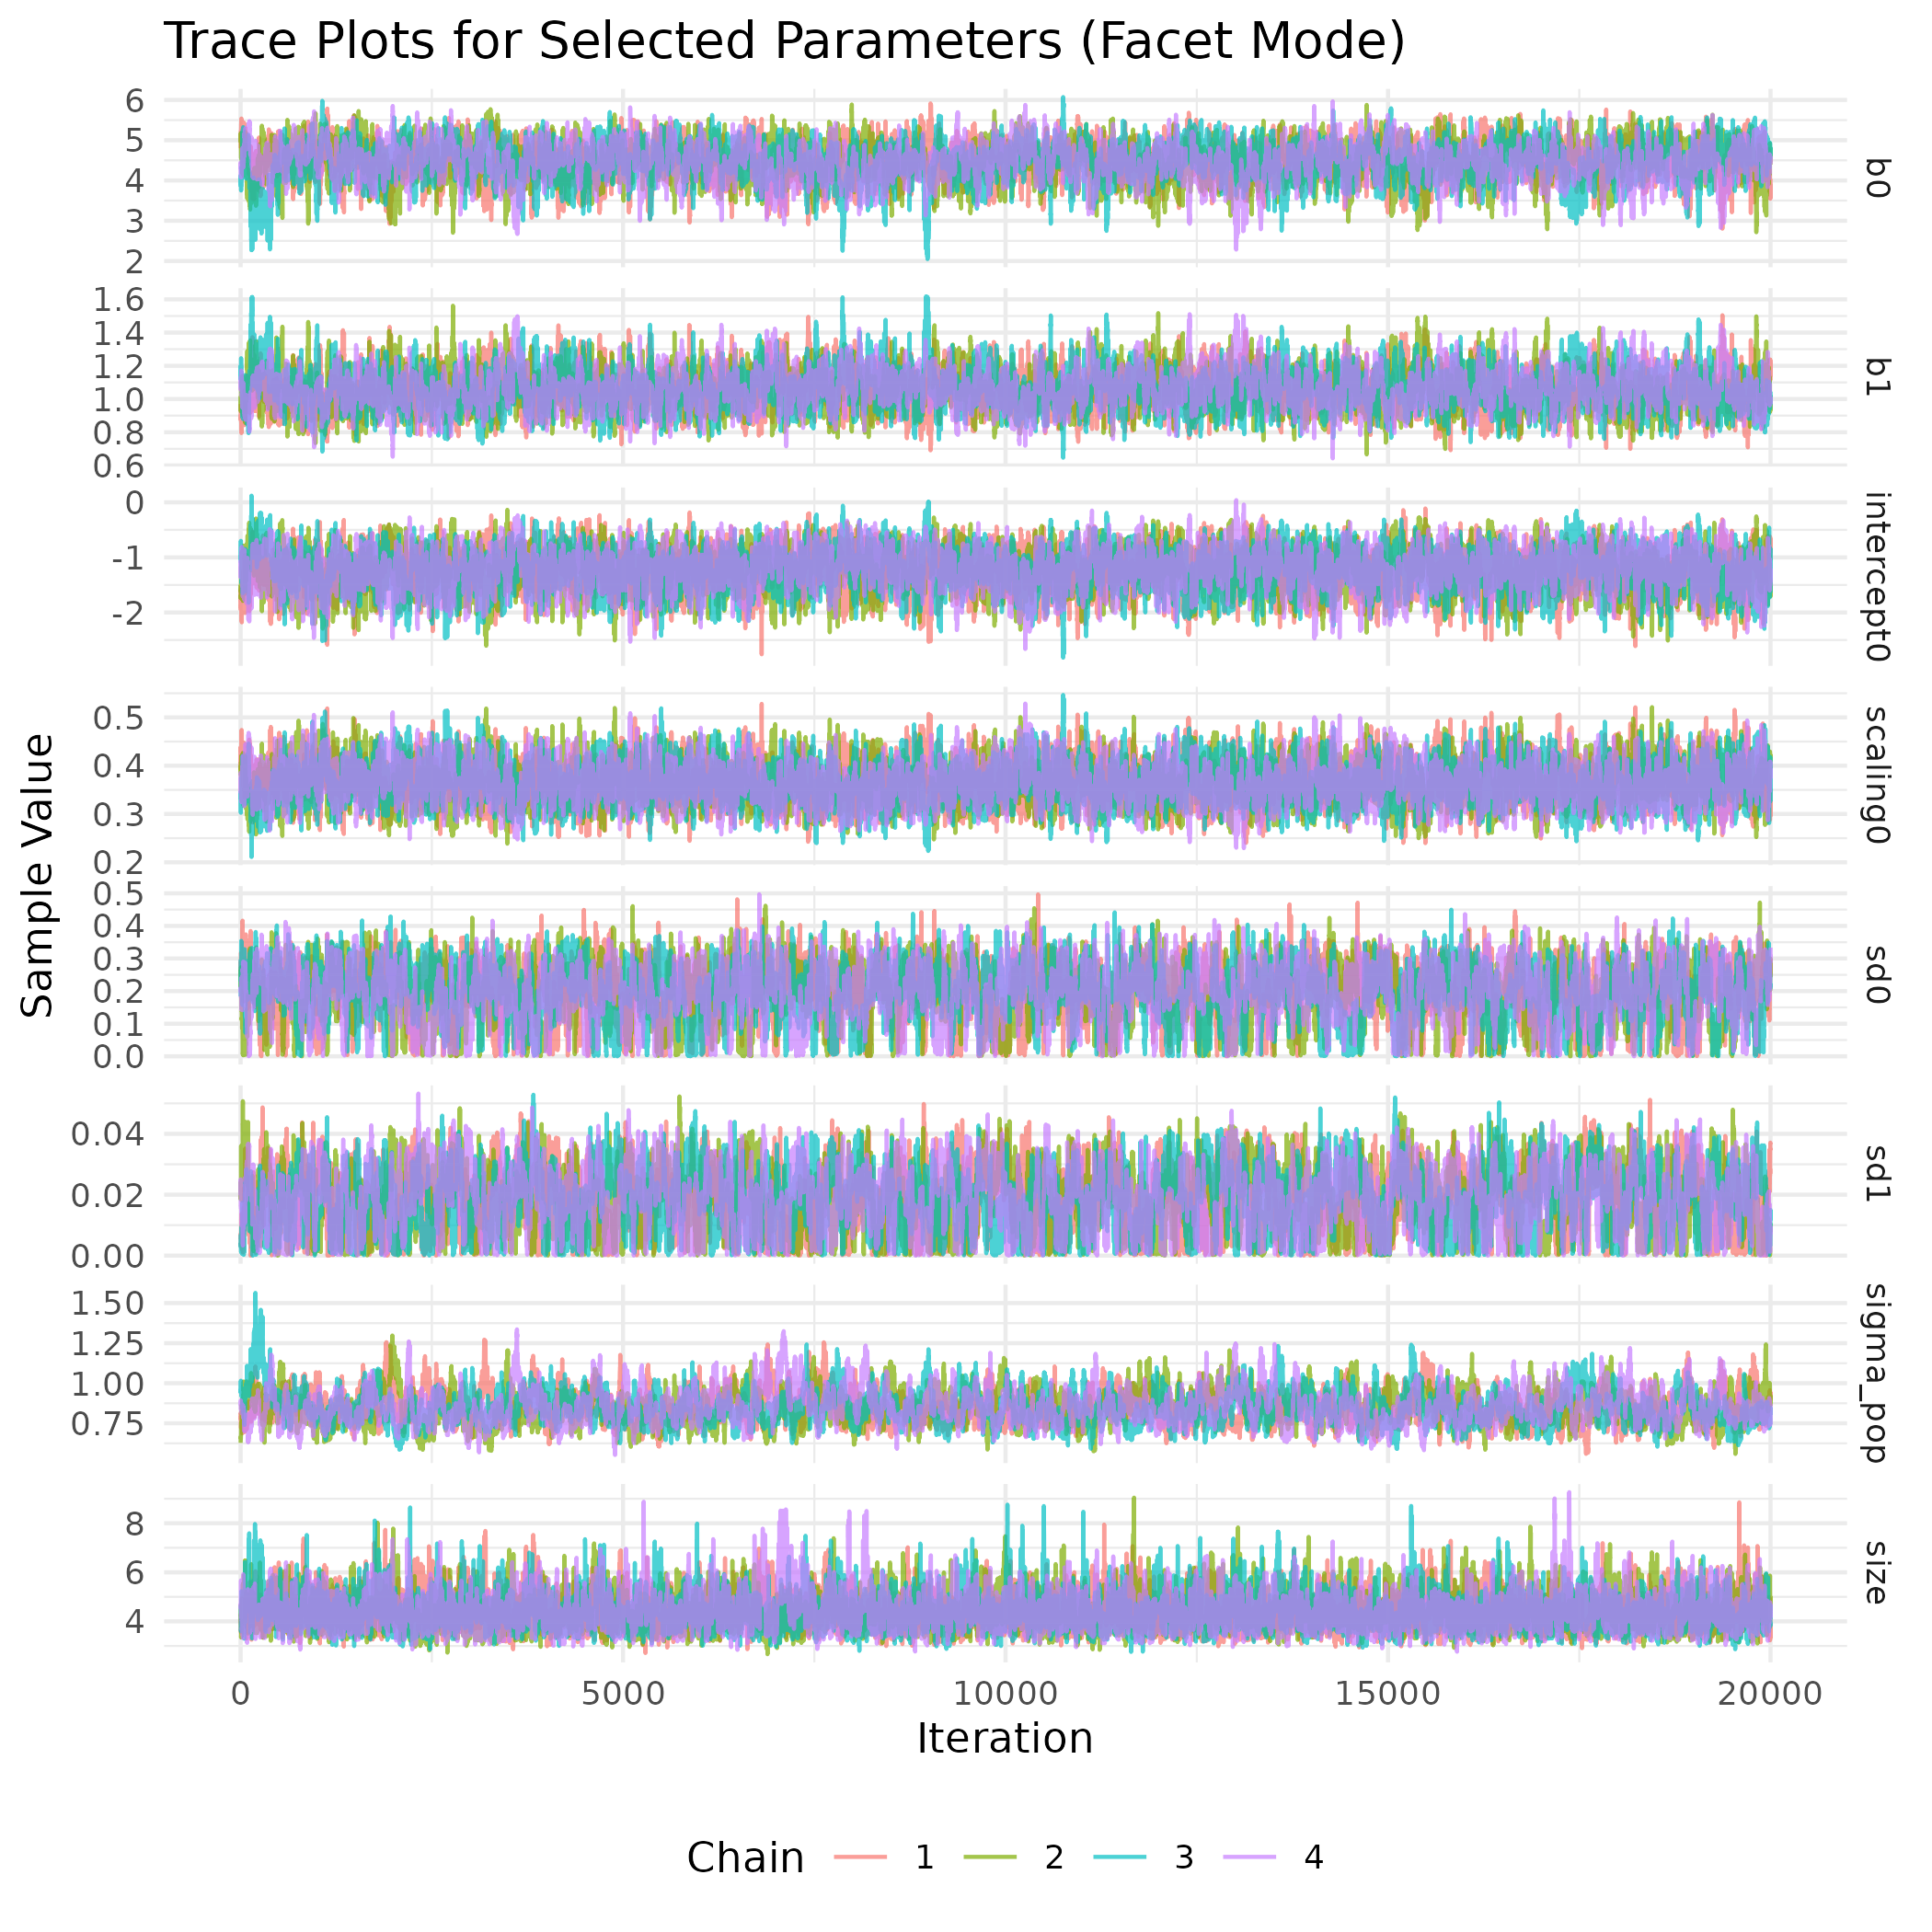 Trace Plots for Selected Parameters (Facet Mode)
6
5
4
3
2
b0
1.6
1.4
1.2
1.0
0.8
0.6
b1
0
-1
-2
intercept0
0.5
0.4
0.3
0.2
scaling0
0.5
0.4
0.3
0.2
0.1
0.0
sd0
0.04
0.02
0.00
sd1
1.50
1.25
1.00
0.75
sigma_pop
8
6
4
size
Sample Value
0 5000 10000 15000 20000
Iteration
Chain 1 2 3 4